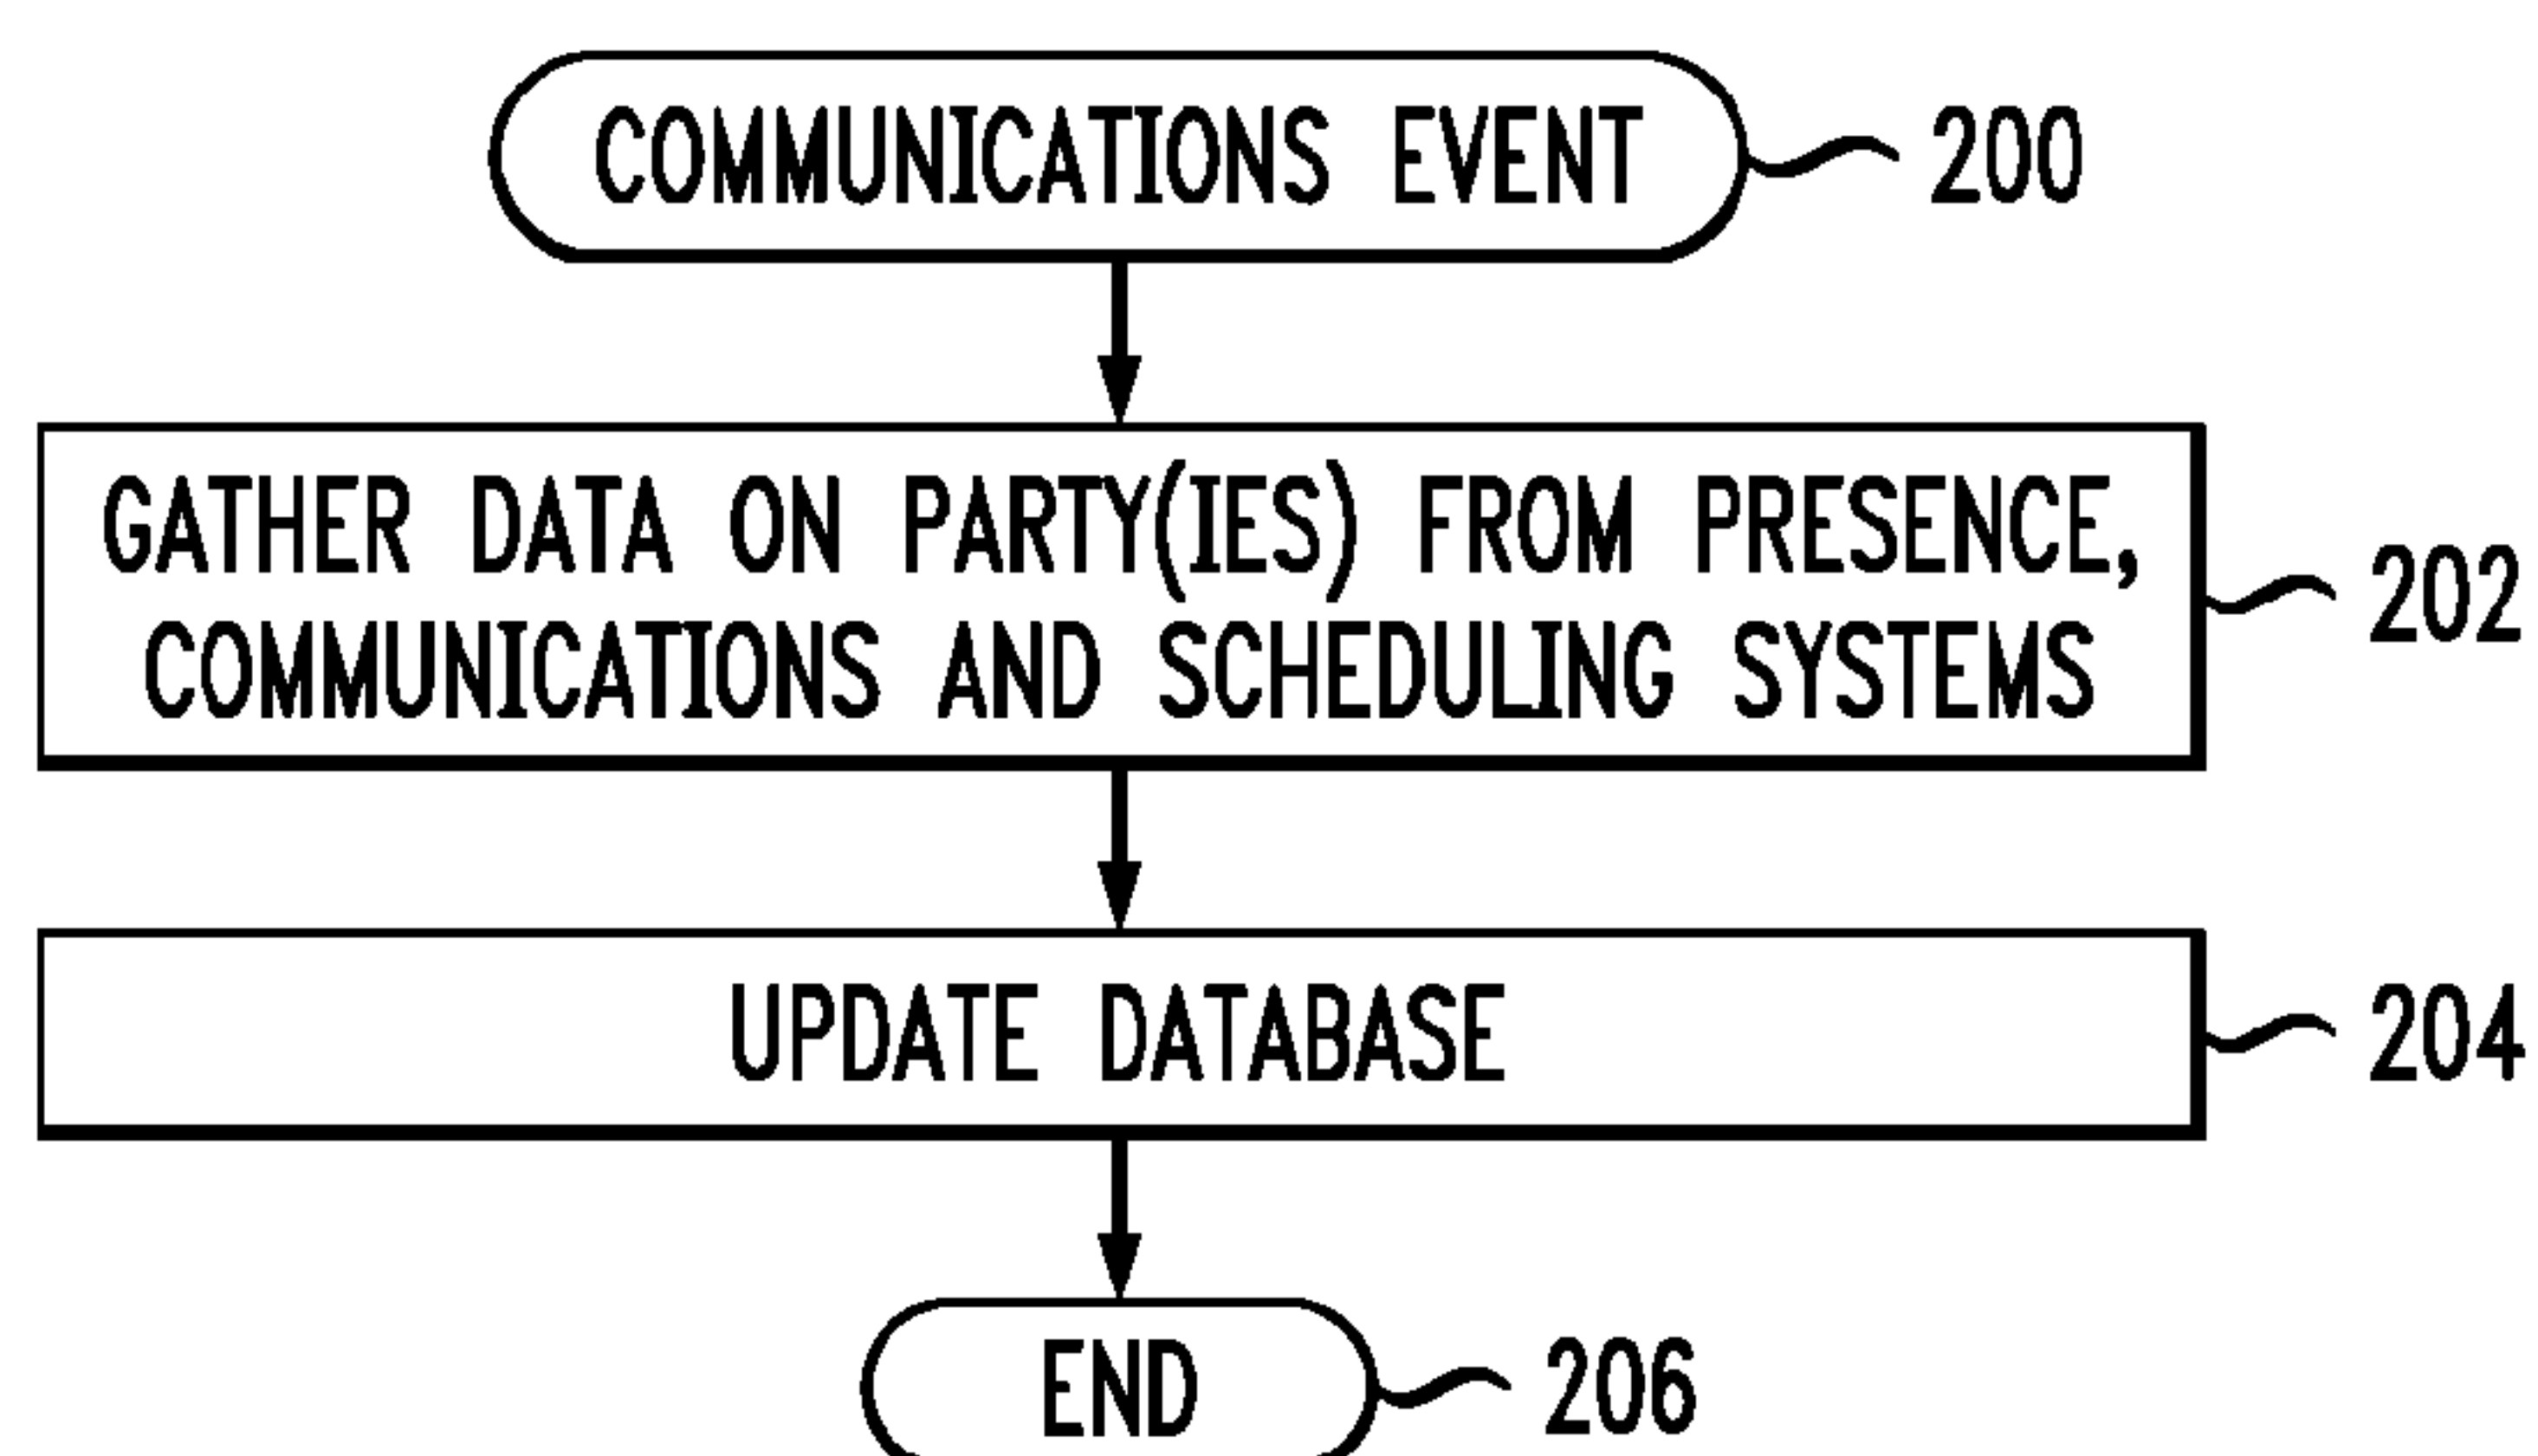 COMMUNICATIONS EVENT 200
GATHER DATA ON PARTY(IES) FROM PRESENCE,
COMMUNICATIONS AND SCHEDULING SYSTEMS
202
UPDATE DATABASE 204
END 206